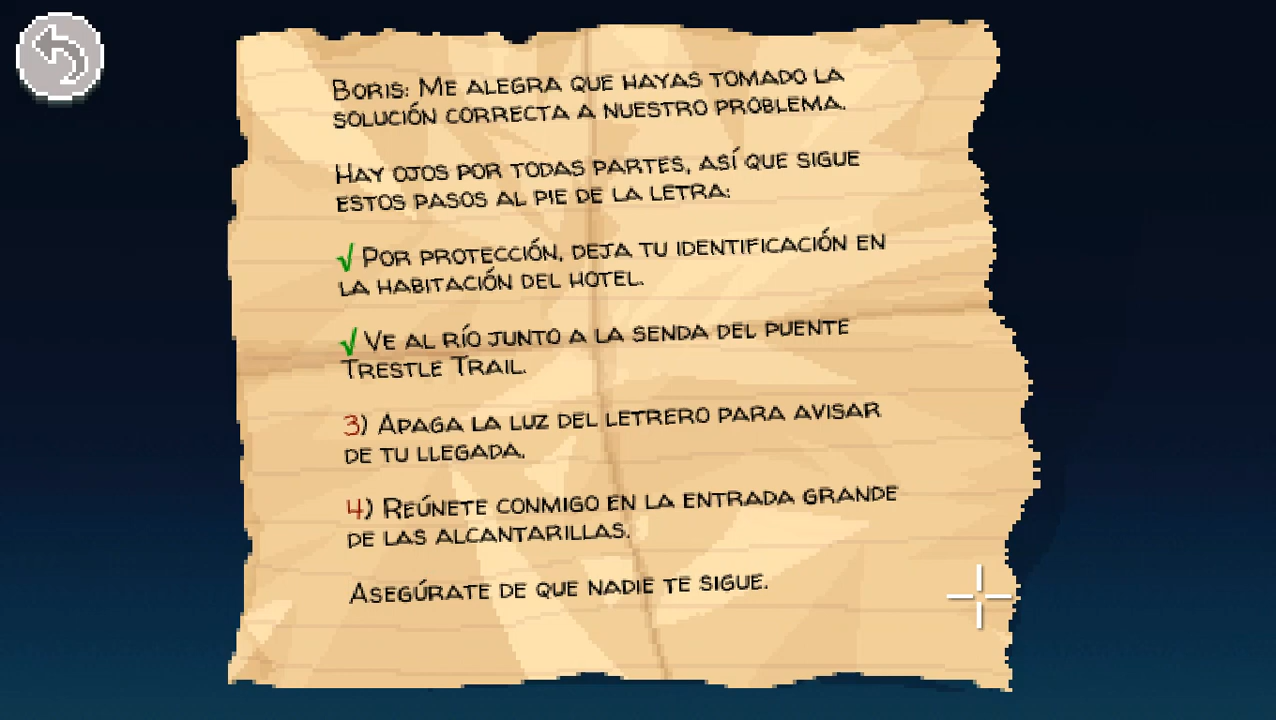 Boris: Me alegra que hayas tomado la
solución correcta a nuestro problema.
Hay ojos por todas partes, así que sigue
estos pasos al pie de la letra:
√ Por protección, deja tu identificación en
la habitación del hotel.
√ Ve al río junto a la senda del puente
Trestle Trail.
3) Apaga la luz del letrero para avisar
de tu llegada.
4) Reúnete conmigo en la entrada grande
de las alcantarillas.
Asegúrate de que nadie te sigue.